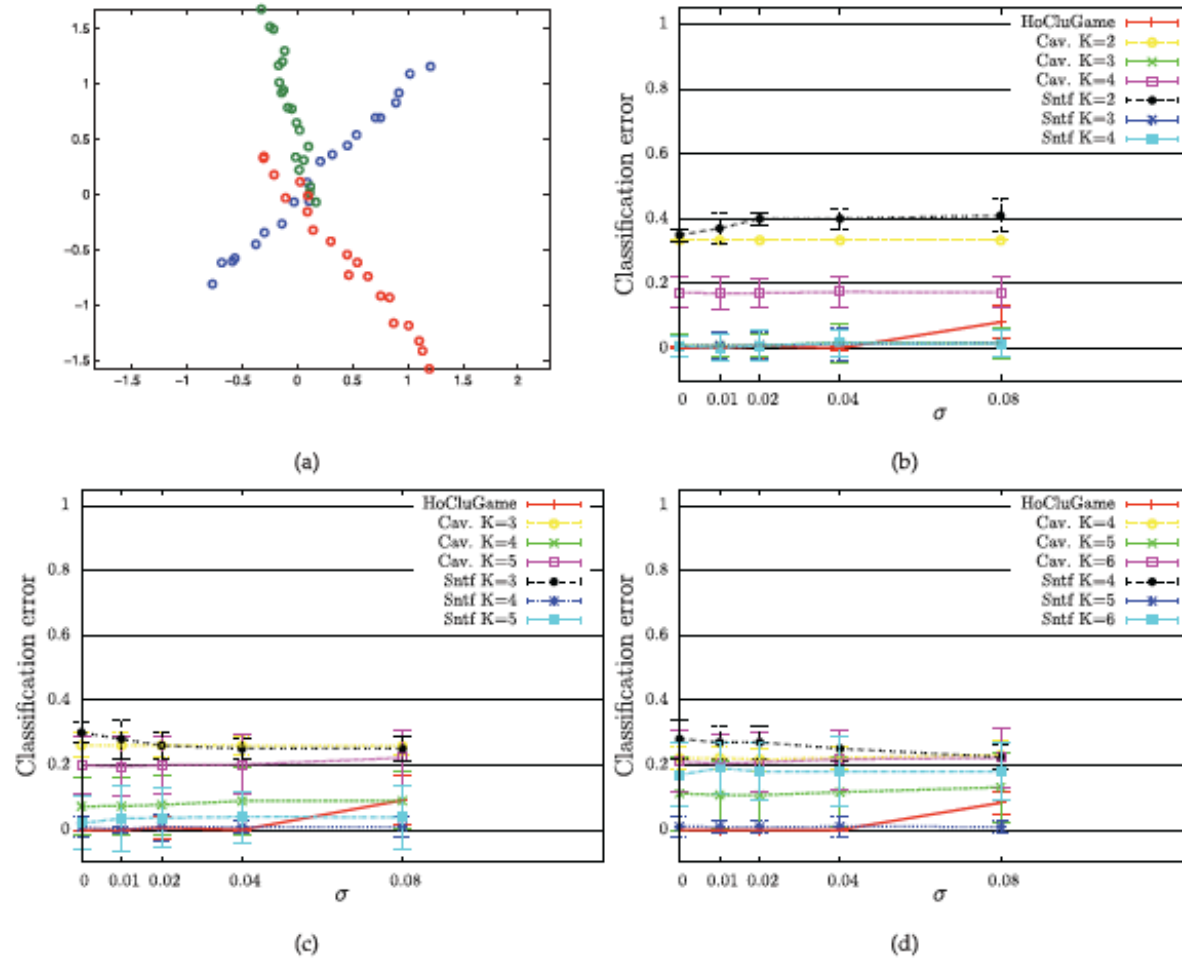 1.5
1
0.5
0
−0.5
−1
−1.5
−1.5
−1
−0.5
0
0.5
1
1.5
2
(a)
1
0.8
0.6
0.4
0.2
0
Classification error
HoCluGame
Cav. K=2
Cav. K=3
Cav. K=4
Sntf K=2
Sntf K=3
Sntf K=4
0 0.01 0.02 0.04 0.08
σ
(b)
1
0.8
0.6
0.4
0.2
0
Classification error
HoCluGame
Cav. K=3
Cav. K=4
Cav. K=5
Sntf K=3
Sntf K=4
Sntf K=5
0 0.01 0.02 0.04 0.08
σ
(c)
1
0.8
0.6
0.4
0.2
0
Classification error
HoCluGame
Cav. K=4
Cav. K=5
Cav. K=6
Sntf K=4
Sntf K=5
Sntf K=6
0 0.01 0.02 0.04 0.08
σ
(d)